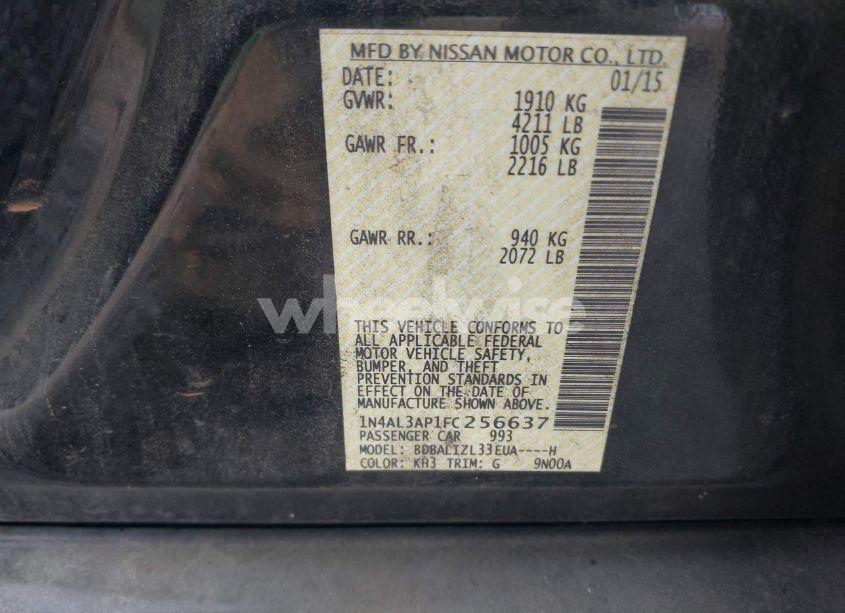 MFD BY NISSAN MOTOR CO., LTD.
DATE: 01/15
GVWR: 1910 KG
4211 LB
GAWR FR.: 1005 KG
2216 LB
GAWR RR.: 940 KG
2072 LB
wheelwise
THIS VEHICLE CONFORMS TO
ALL APPLICABLE FEDERAL
MOTOR VEHICLE SAFETY,
BUMPER, AND THEFT
PREVENTION STANDARDS IN
EFFECT ON THE DATE OF
MANUFACTURE SHOWN ABOVE.
1N4AL3AP1FC256637
PASSENGER CAR 993
MODEL: BDBALIZL33EUA----H
COLOR: KH3 TRIM: G 9N00A